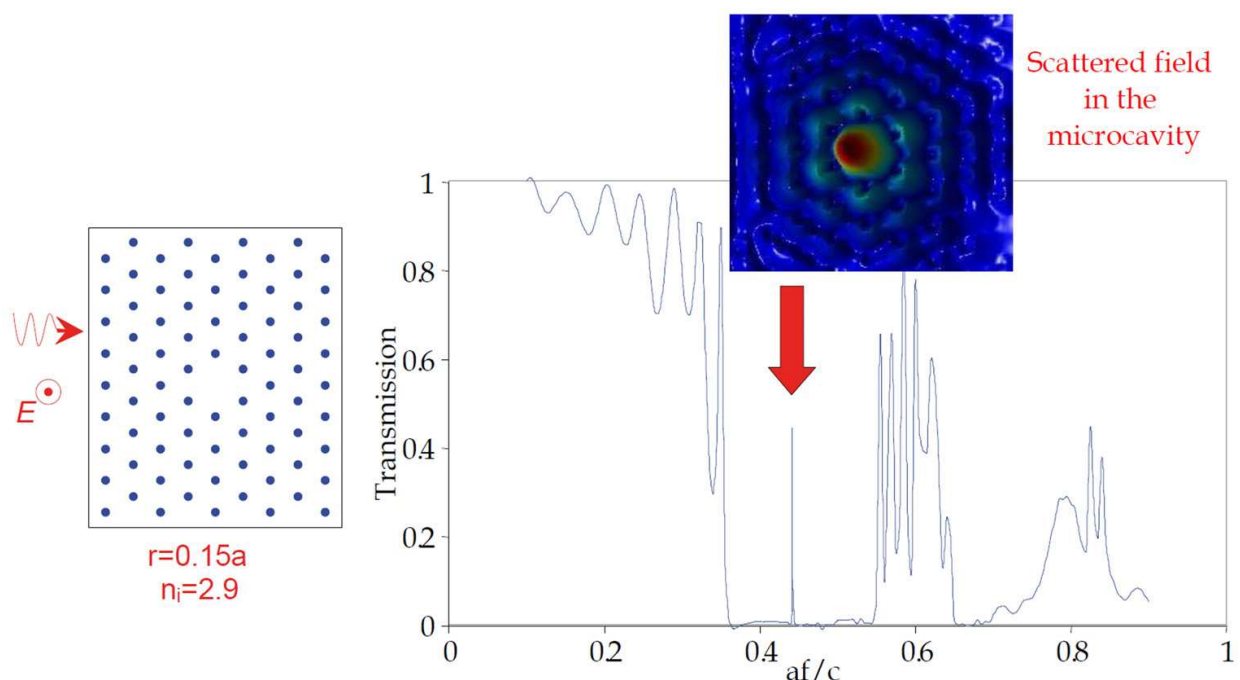 Scattered field
in the
microcavity
E
r=0.15a
nᵢ=2.9
Transmission
1
0.8
0.6
0.4
0.2
0
0
0.2
0.4
0.6
0.8
1
af/c